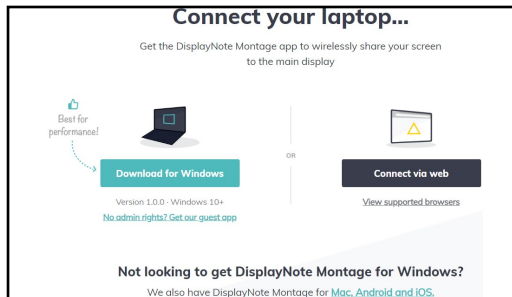 Connect your laptop...
Get the DisplayNote Montage app to wirelessly share your screen
to the main display
Best for
performance!
Download for Windows
OR
Connect via web
Version 1.0.0 · Windows 10+
View supported browsers
No admin rights? Get our guest app
Not looking to get DisplayNote Montage for Windows?
We also have DisplayNote Montage for Mac, Android and iOS.